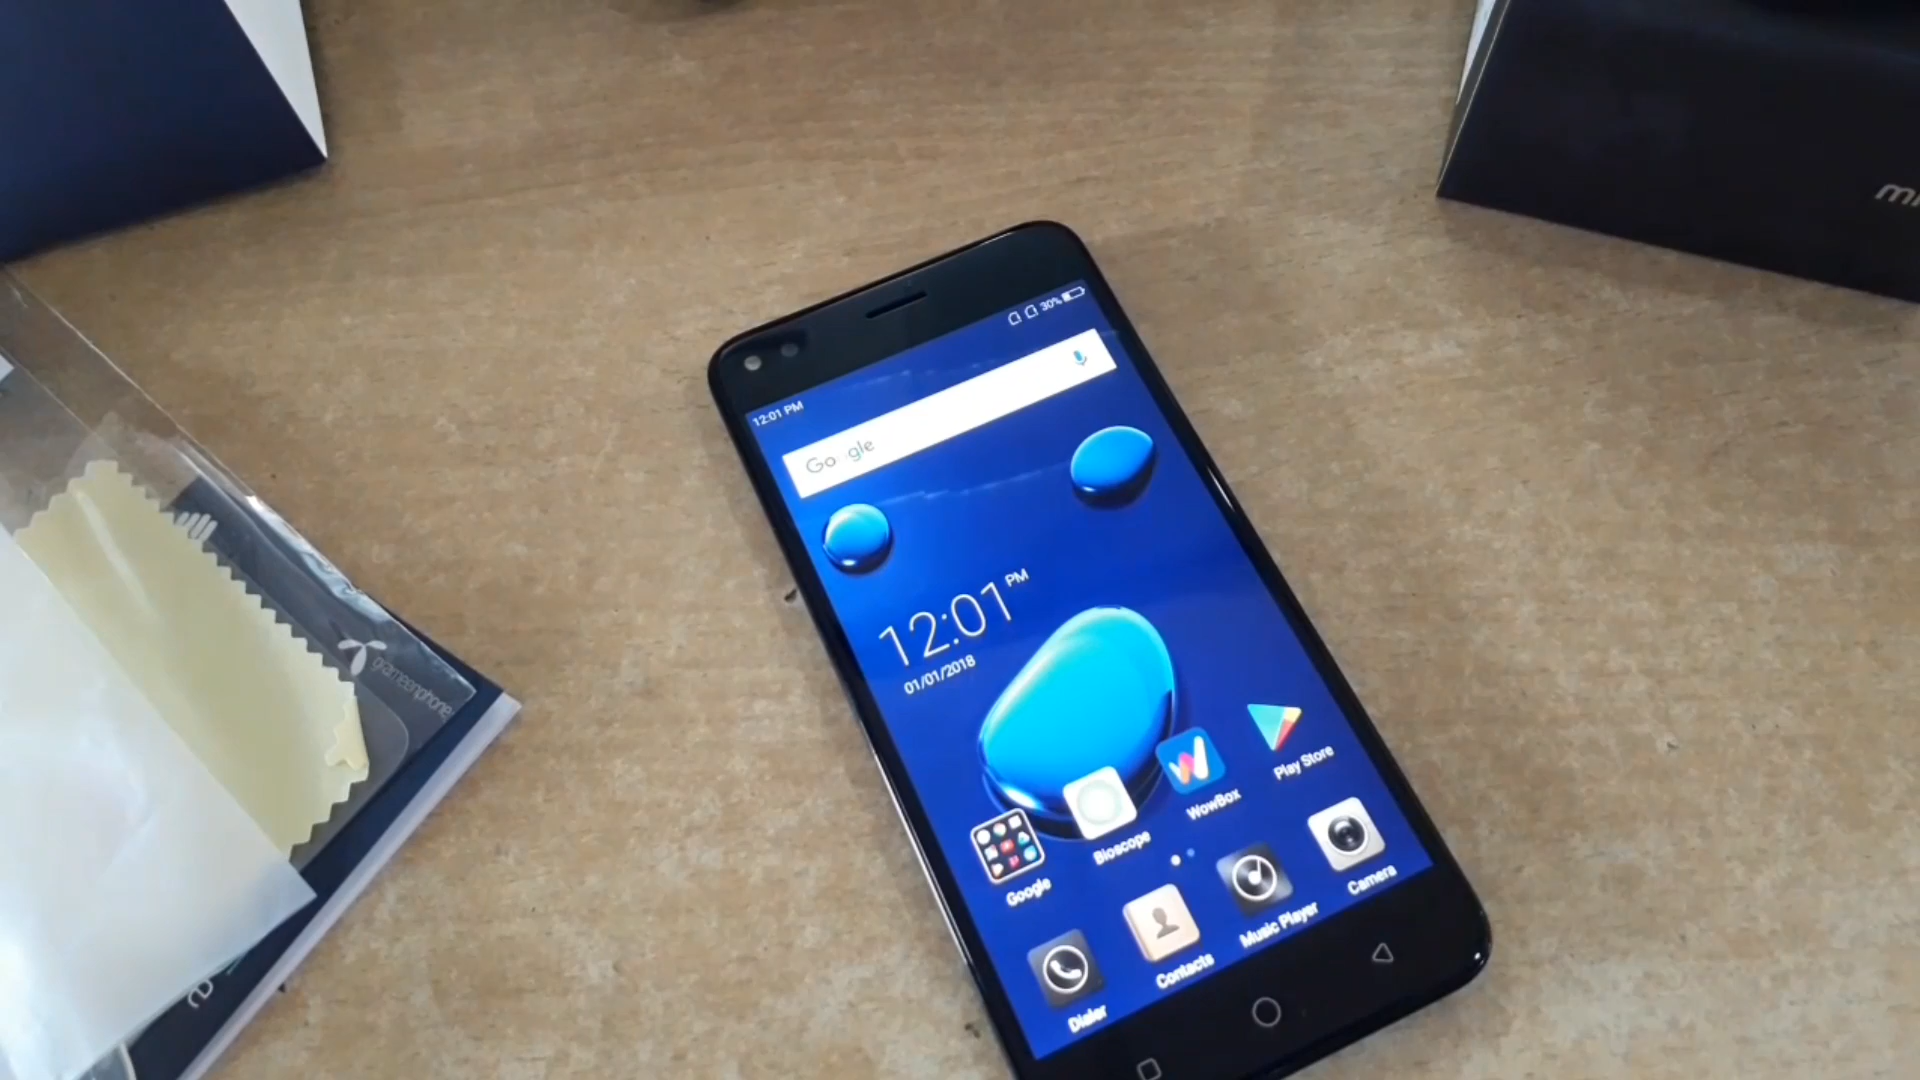 30%
12:01 PM
Google
12:01 PM
01/01/2018
Play Store
WowBox
Bioscope
Google
Camera
Music Player
Contacts
Dialer
grameenphone